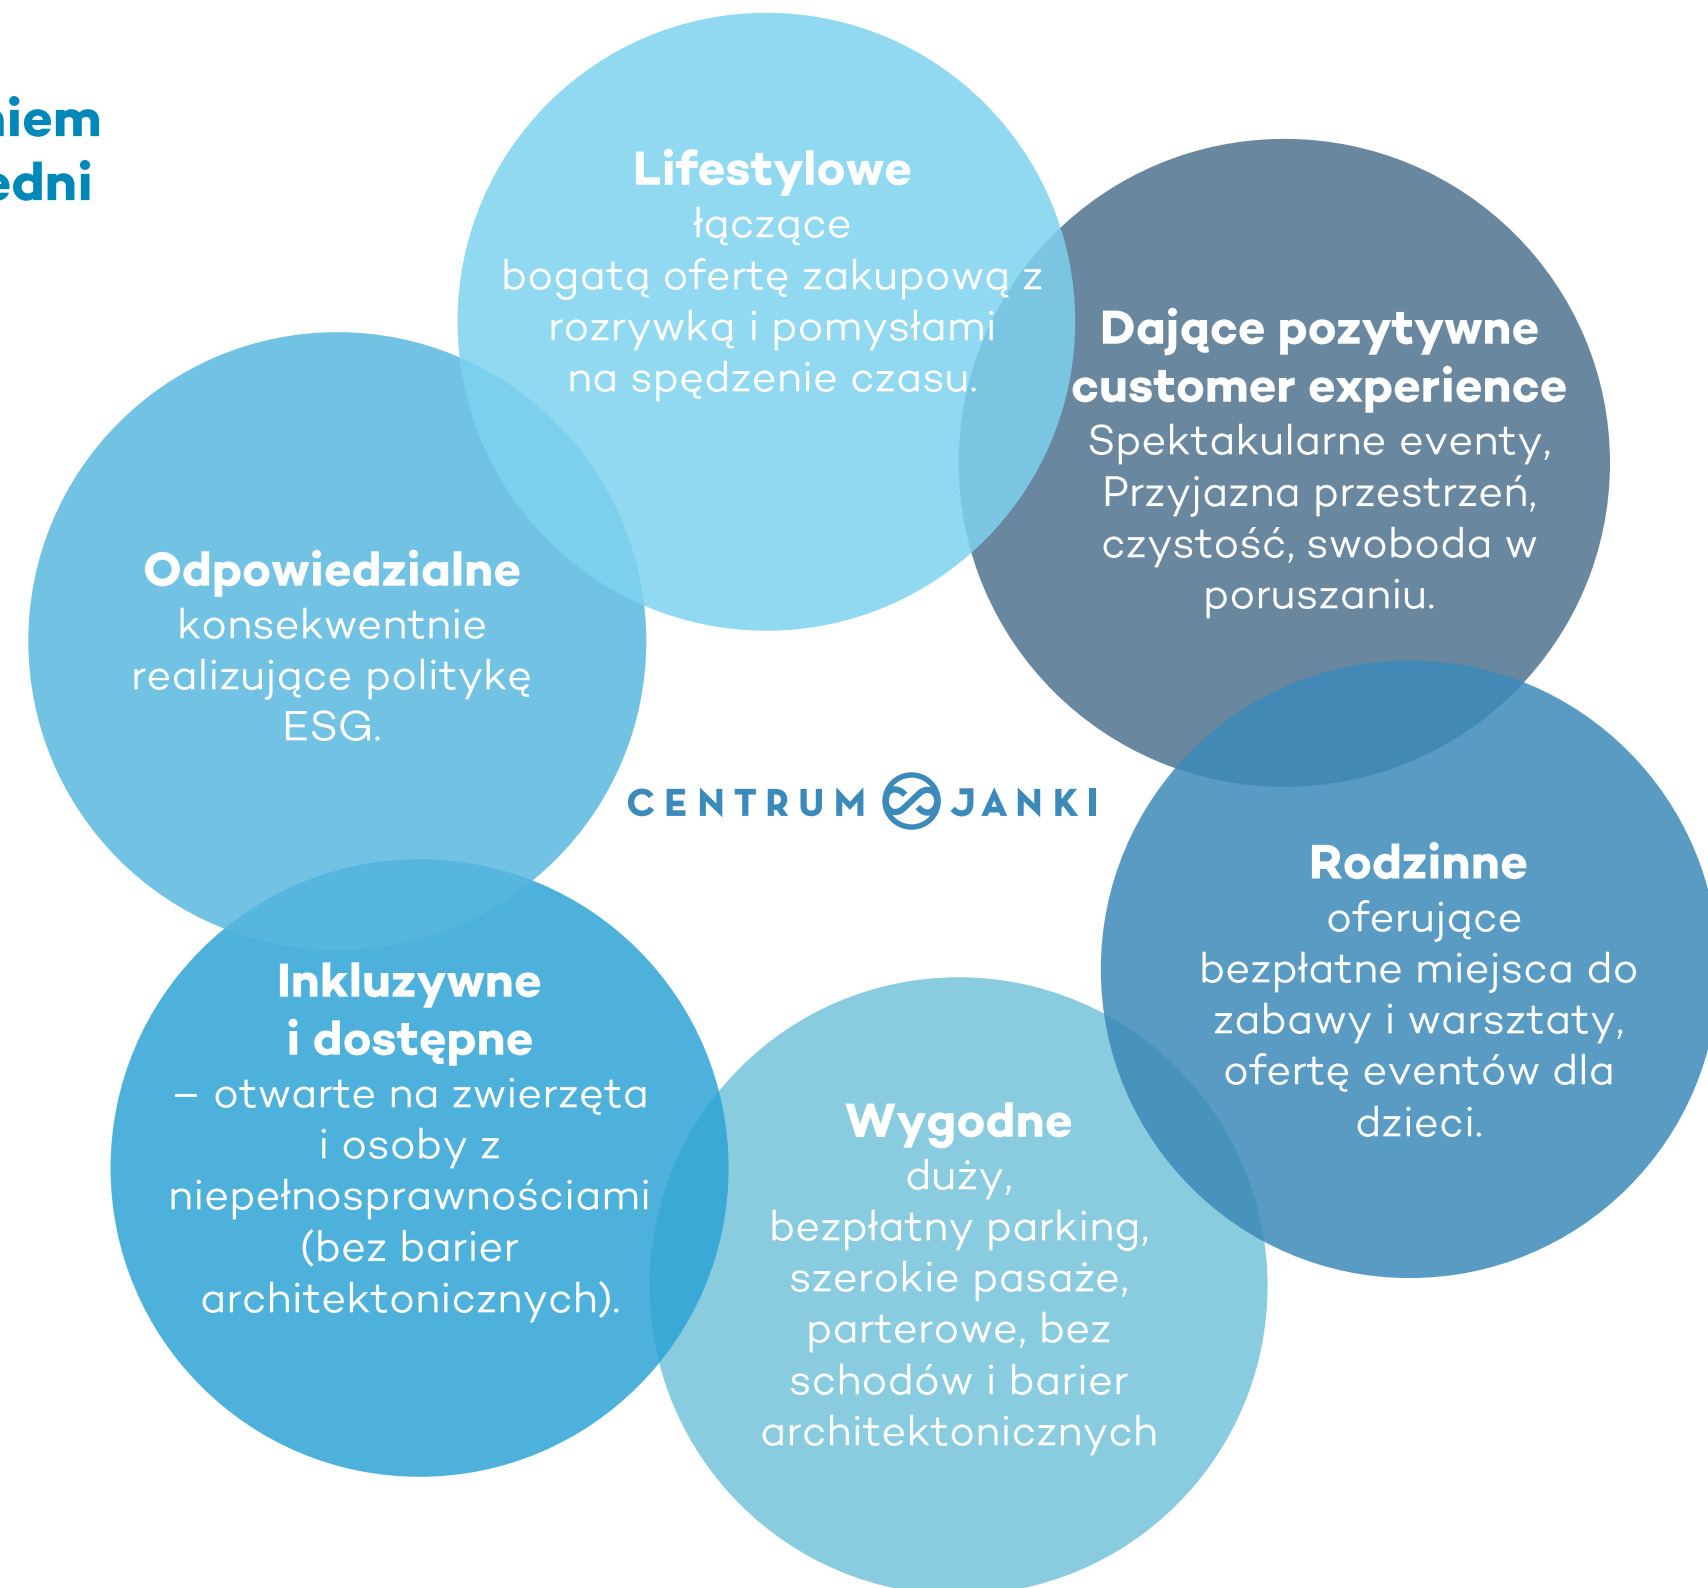 niem
edni
Lifestylowe
łączące
bogatą ofertę zakupową z
rozrywką i pomysłami
na spędzenie czasu.
Dające pozytywne
customer experience
Spektakularne eventy,
Przyjazna przestrzeń,
czystość, swoboda w
poruszaniu.
Odpowiedzialne
konsekwentnie
realizujące politykę
ESG.
CENTRUM JANKI
Rodzinne
oferujące
bezpłatne miejsca do
zabawy i warsztaty,
ofertę eventów dla
dzieci.
Inkluzywne
i dostępne
– otwarte na zwierzęta
i osoby z
niepełnosprawnościami
(bez barier
architektonicznych).
Wygodne
duży,
bezpłatny parking,
szerokie pasaże,
parterowe, bez
schodów i barier
architektonicznych